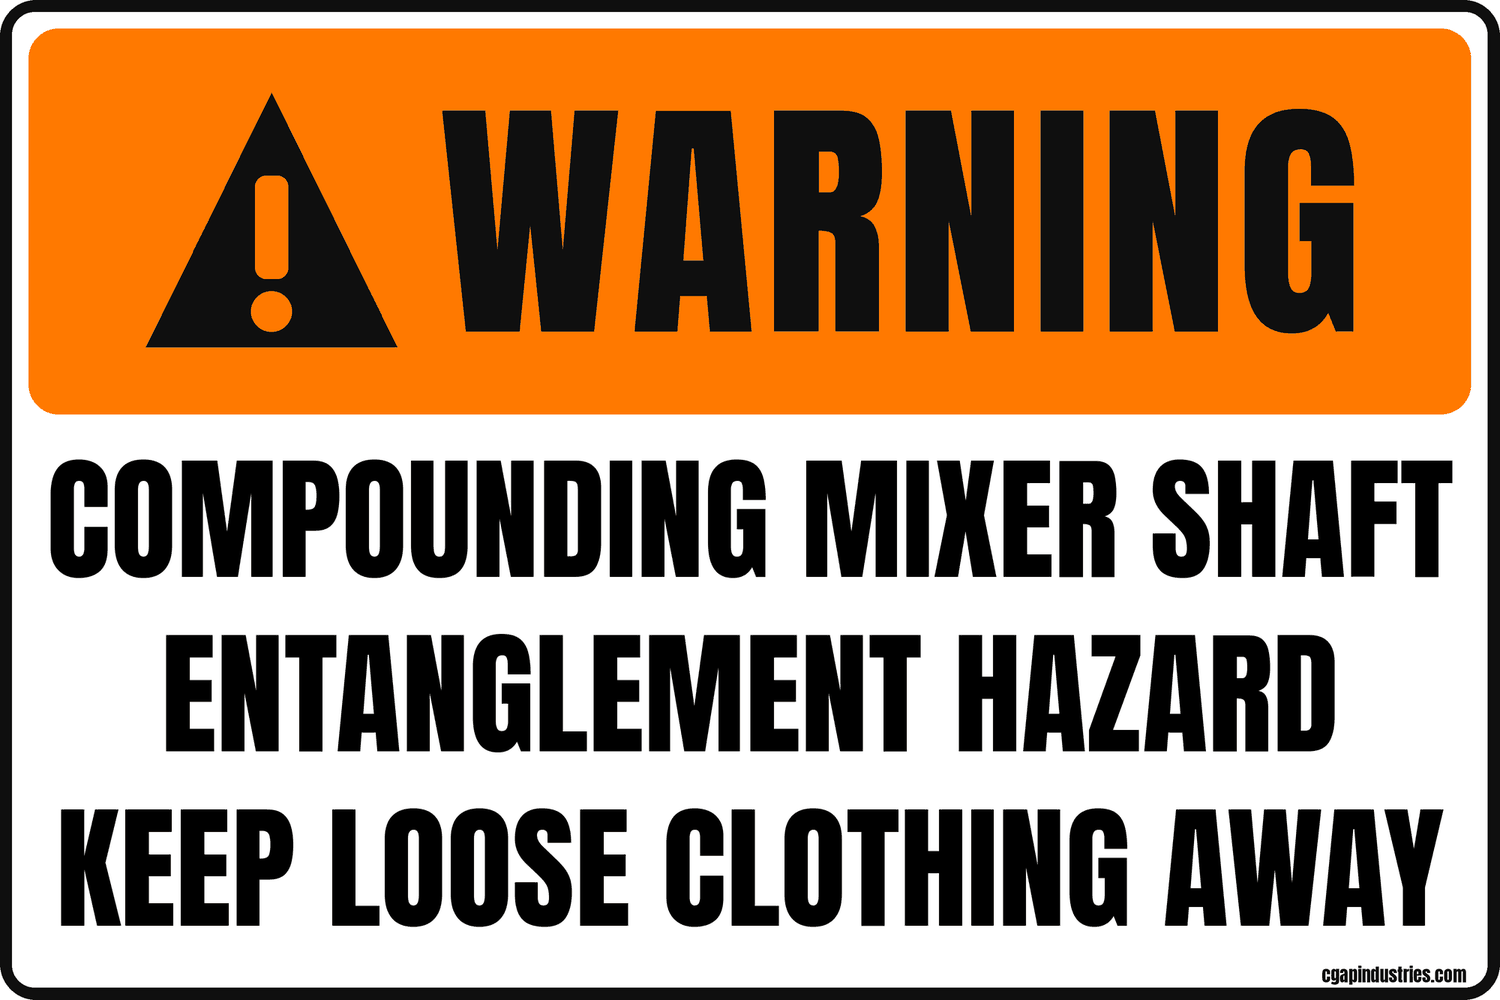 WARNING
COMPOUNDING MIXER SHAFT
ENTANGLEMENT HAZARD
KEEP LOOSE CLOTHING AWAY
cgapindustries.com